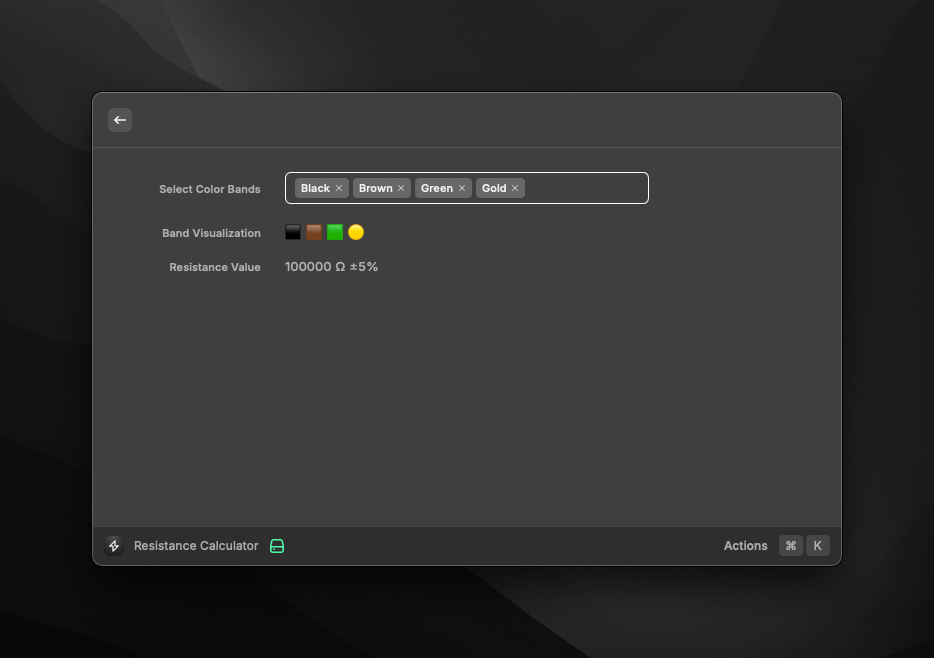 Select Color Bands Black × Brown × Green × Gold ×
Band Visualization
Resistance Value 100000 Ω ±5%
Resistance Calculator Actions ⌘ K